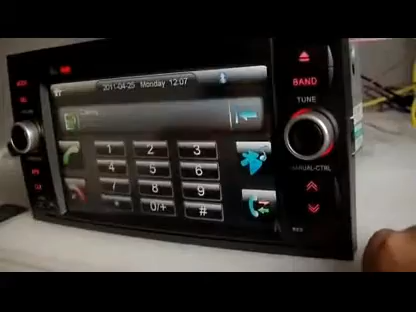 2011-04-25 Monday 12:07
BAND
TUNE
1 2 3
4 5 6
7 8 9
* 0/+ #
MANUAL-CTRL